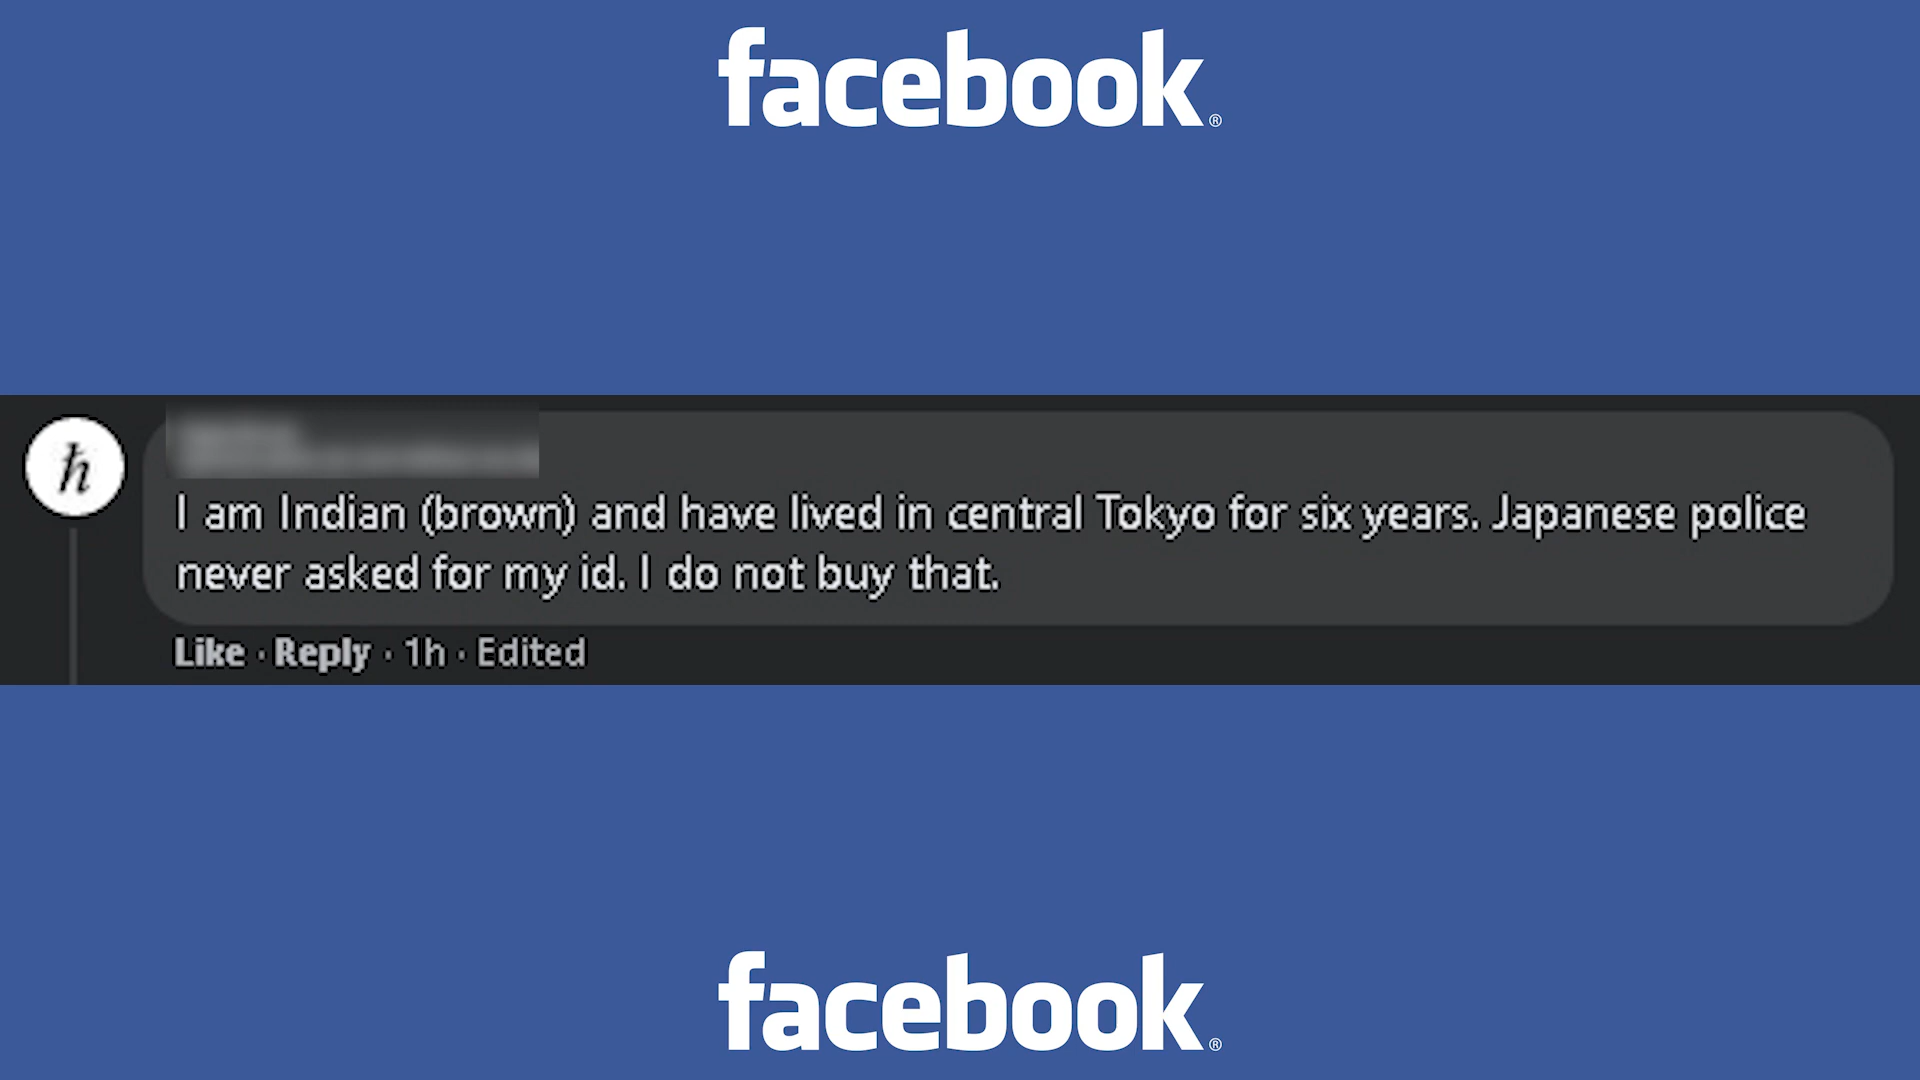 facebook®
ℏ
I am Indian (brown) and have lived in central Tokyo for six years. Japanese police
never asked for my id. I do not buy that.
Like · Reply · 1h · Edited
facebook®